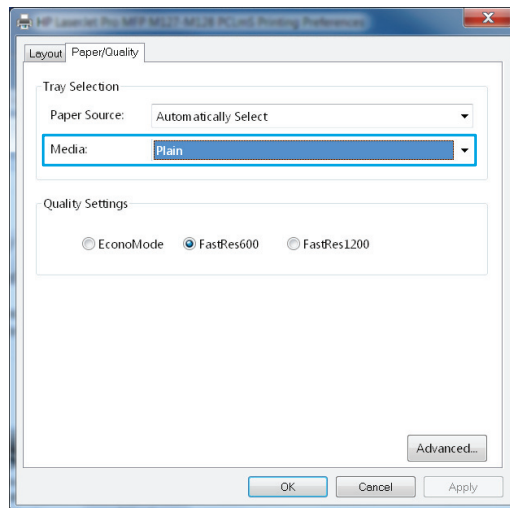 HP LaserJet Pro MFP M127-M128 PCLmS Printing Preferences
Layout Paper/Quality
Tray Selection
Paper Source: Automatically Select
Media: Plain
Quality Settings
EconoMode FastRes600 FastRes1200
Advanced...
OK Cancel Apply